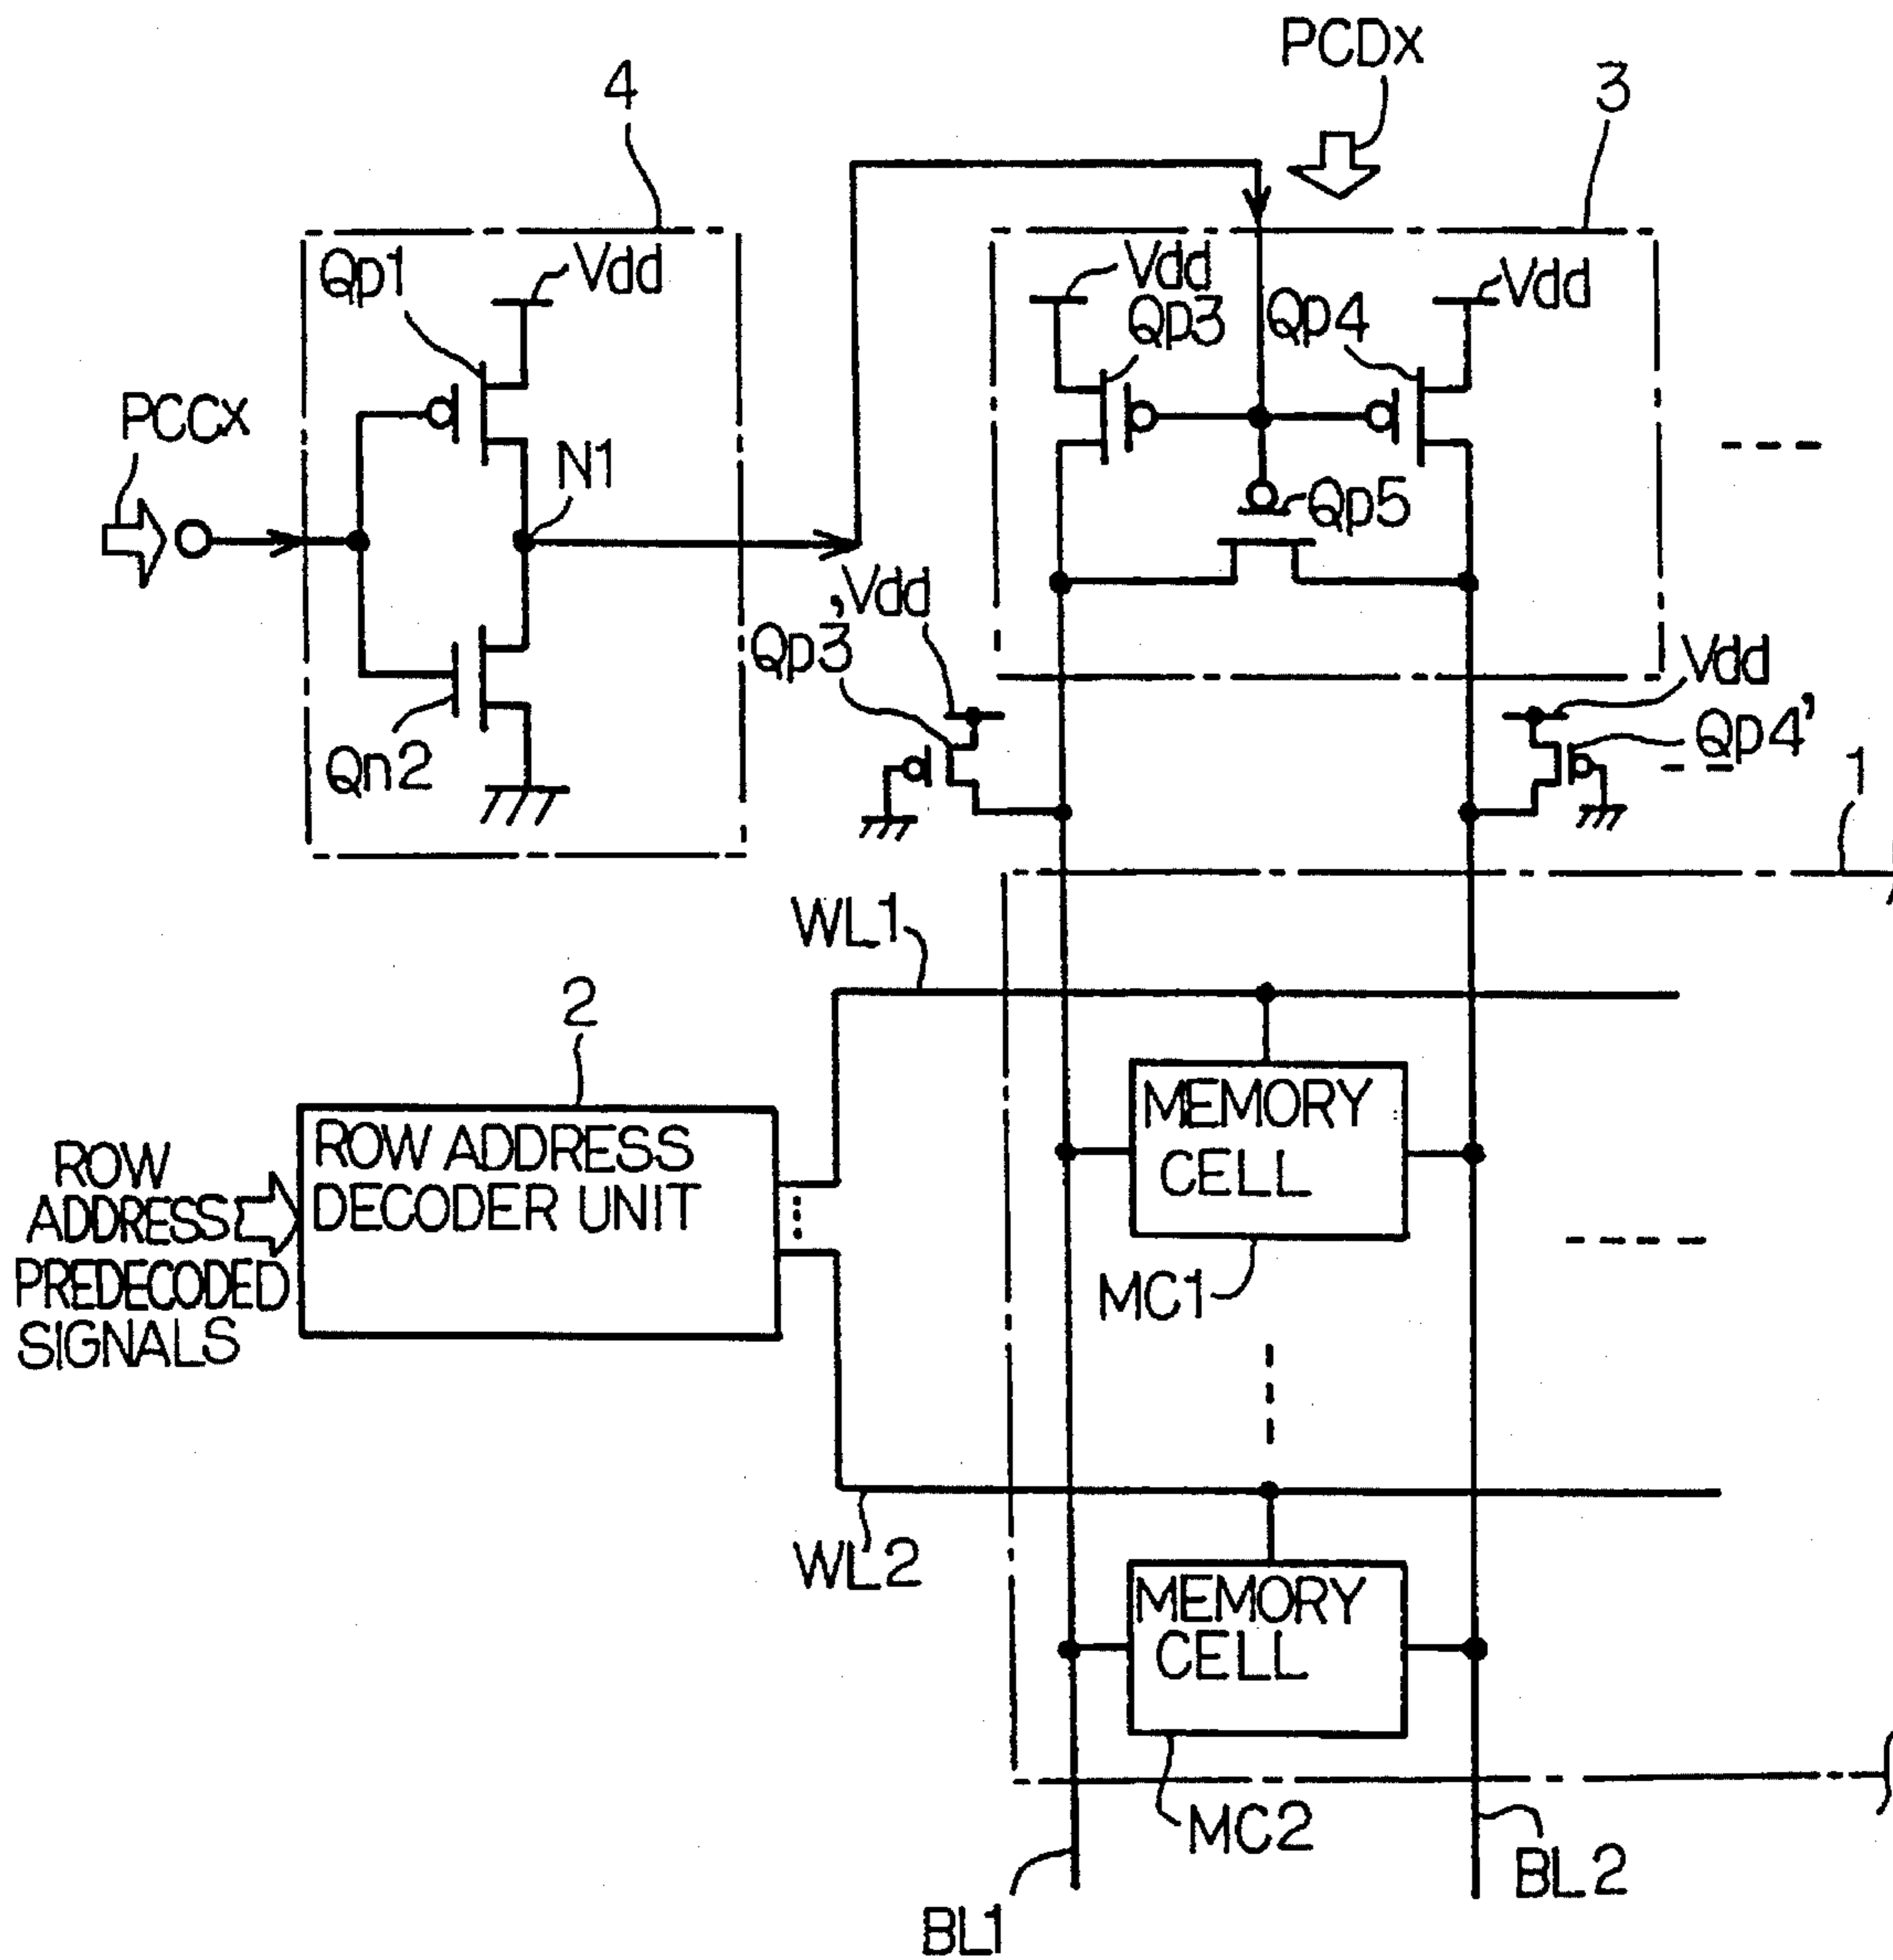 PCDX
4
3
Qp1
Vdd
Vdd
Qp3
Qp4
Vdd
PCCX
N1
Qp5
Vdd
Qp3'
Vdd
Qp4'
Qn2
1
WL1
2
ROW
ADDRESS
PREDECODED
SIGNALS
ROW ADDRESS
DECODER UNIT
MEMORY
CELL
MC1
WL2
MEMORY
CELL
MC2
BL1
BL2